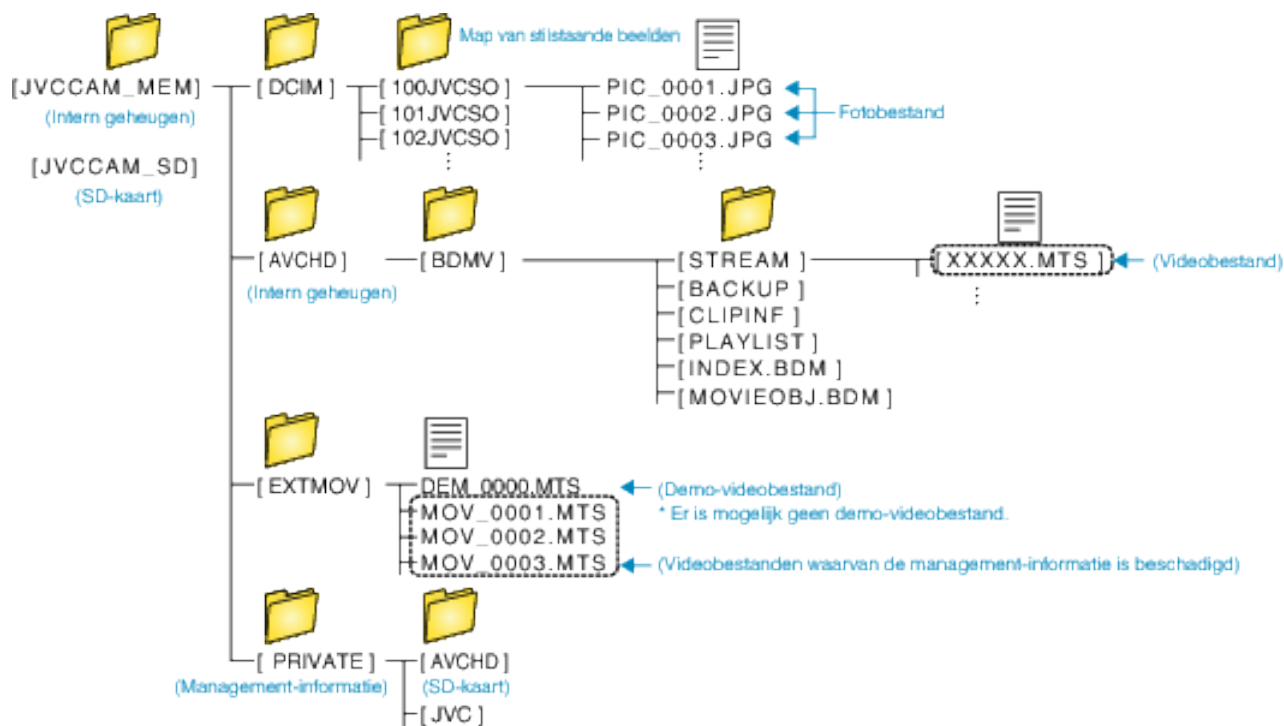 Map van stilstaande beelden
[JVCCAM_MEM] [DCIM] [100JVCSO] PIC_0001.JPG
(Intern geheugen) [101JVCSO] PIC_0002.JPG Fotobestand
[102JVCSO] PIC_0003.JPG
[JVCCAM_SD]
(SD-kaart)
[AVCHD] [BDMV] [STREAM] [XXXXX.MTS] (Videobestand)
(Intern geheugen) [BACKUP]
[CLIPINF]
[PLAYLIST]
[INDEX.BDM]
[MOVIEOBJ.BDM]
[EXTMOV] DEM_0000.MTS (Demo-videobestand)
MOV_0001.MTS * Er is mogelijk geen demo-videobestand.
MOV_0002.MTS
MOV_0003.MTS (Videobestanden waarvan de management-informatie is beschadigd)
[PRIVATE] [AVCHD]
(Management-informatie) (SD-kaart)
[JVC]